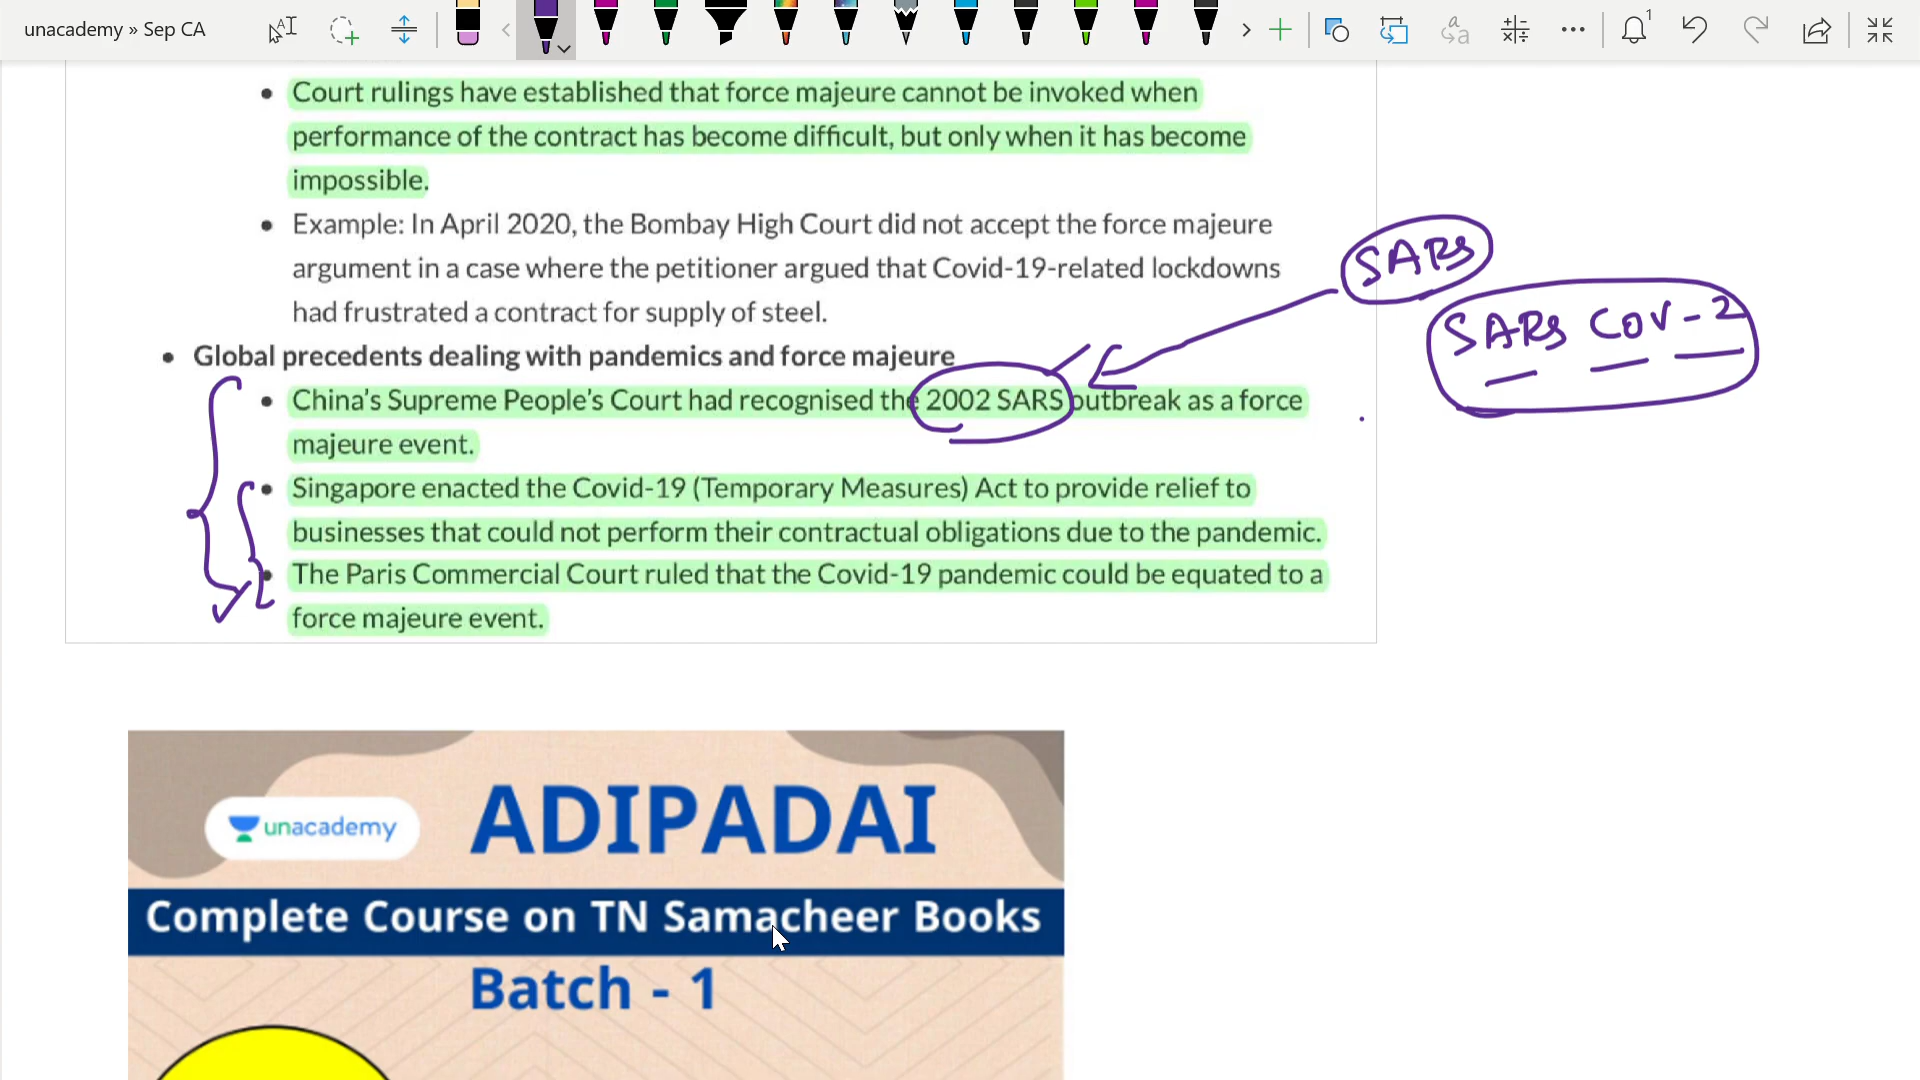 unacademy » Sep CA
1
Court rulings have established that force majeure cannot be invoked when
performance of the contract has become difficult, but only when it has become
impossible.
Example: In April 2020, the Bombay High Court did not accept the force majeure
argument in a case where the petitioner argued that Covid-19-related lockdowns
had frustrated a contract for supply of steel.
SARS
SARS COV-2
Global precedents dealing with pandemics and force majeure
China's Supreme People's Court had recognised the 2002 SARS outbreak as a force
majeure event.
Singapore enacted the Covid-19 (Temporary Measures) Act to provide relief to
businesses that could not perform their contractual obligations due to the pandemic.
The Paris Commercial Court ruled that the Covid-19 pandemic could be equated to a
force majeure event.
unacademy
ADIPADAI
Complete Course on TN Samacheer Books
Batch - 1